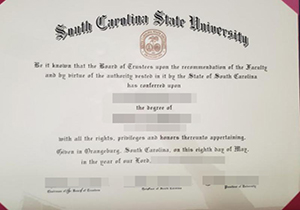 South Carolina State University
Be it known that the Board of Trustees upon the recommendation of the Faculty
and by virtue of the authority vested in it by the State of South Carolina
has conferred upon
the degree of
with all the rights, privileges and honors thereunto appertaining.
Given in Orangeburg, South Carolina, on this eighth day of May,
in the year of our Lord,